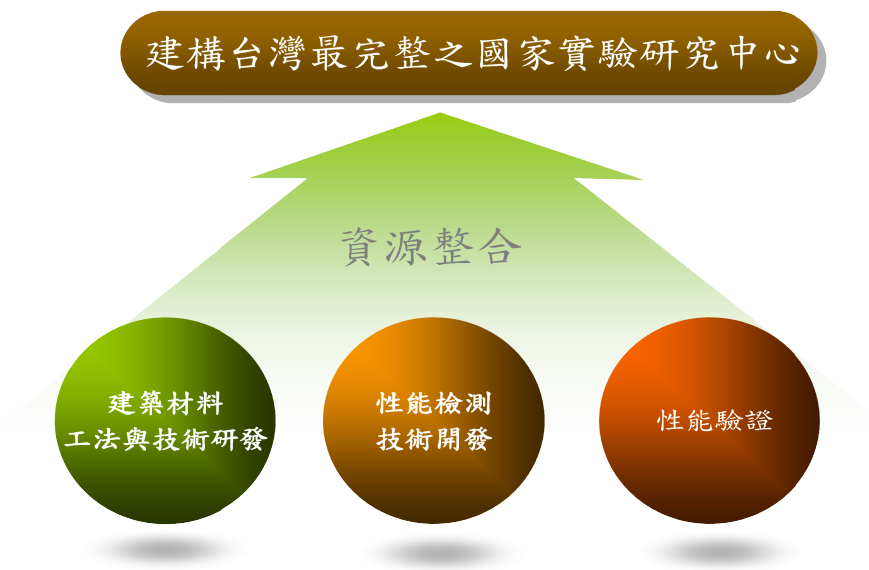 建構台灣最完整之國家實驗研究中心
資源整合
建築材料
工法與技術研發
性能檢測
技術開發
性能驗證